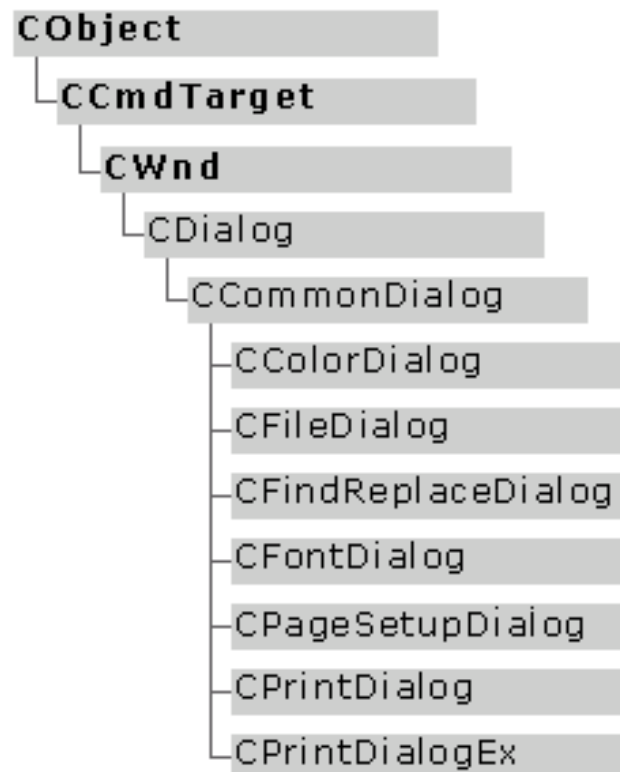 CObject
CCmdTarget
CWnd
CDialog
CCommonDialog
CColorDialog
CFileDialog
CFindReplaceDialog
CFontDialog
CPageSetupDialog
CPrintDialog
CPrintDialogEx